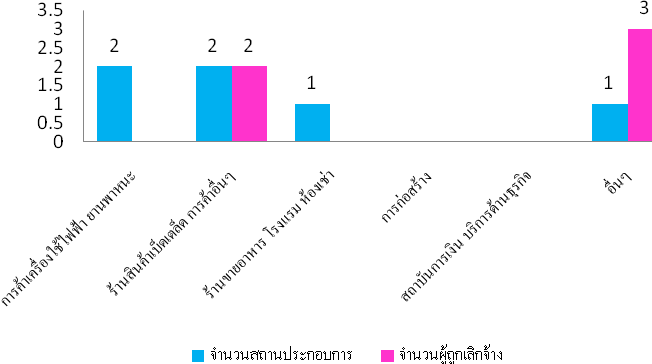 3.5
3
2.5
2
1.5
1
0.5
0
2
2
2
1
1
3
การค้าเครื่องใช้ไฟฟ้า ยานพาหนะ
ร้านสินค้าเบ็ดเตล็ด การค้าอื่นๆ
ร้านขายอาหาร โรงแรม ห้องเช่า
การก่อสร้าง
สถาบันการเงิน บริการด้านธุรกิจ
อื่นๆ
จำนวนสถานประกอบการ
จำนวนผู้ถูกเลิกจ้าง